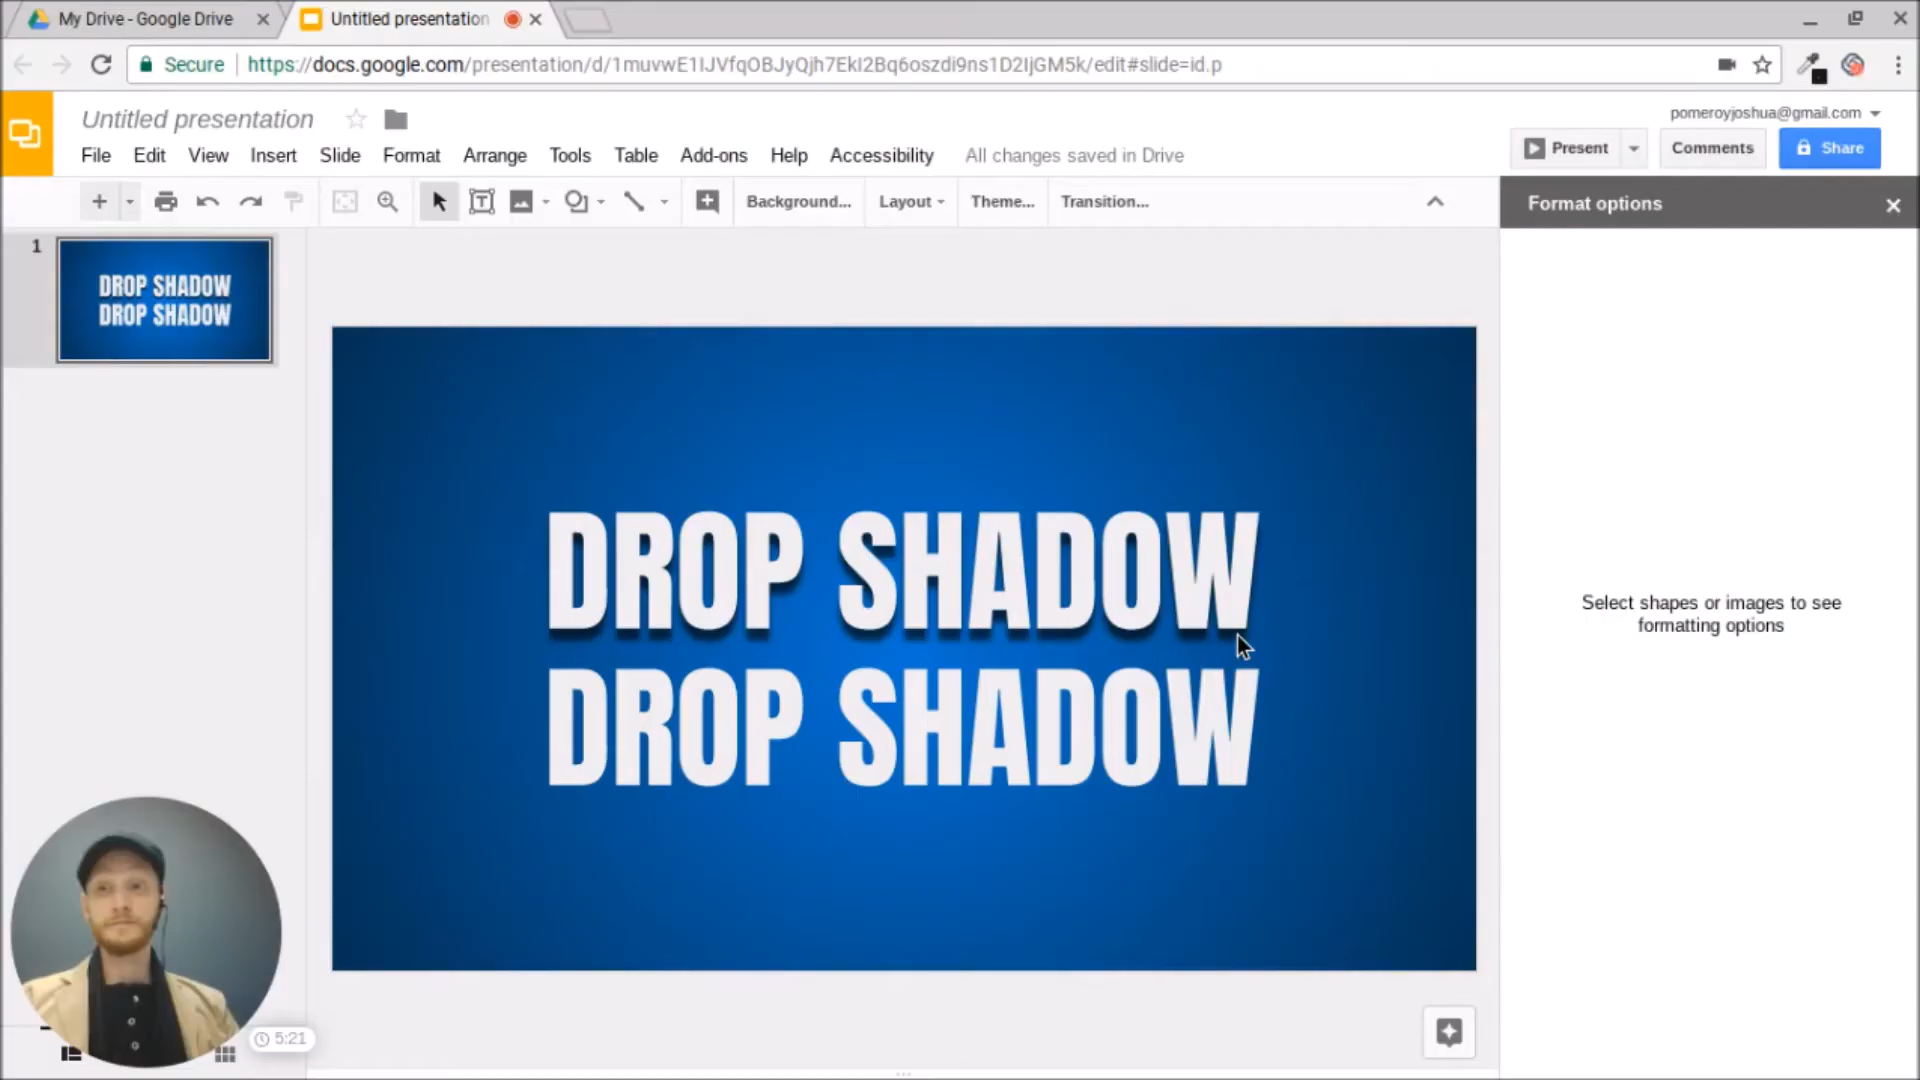 My Drive - Google Drive
Untitled presentation
Secure
https://docs.google.com/presentation/d/1muvwE1IJVfqOBJyQjh7EkI2Bq6oszdi9ns1D2IjGM5k/edit#slide=id.p
Untitled presentation
pomeroyjoshua@gmail.com
File Edit View Insert Slide Format Arrange Tools Table Add-ons Help Accessibility All changes saved in Drive
Present Comments Share
Background... Layout Theme... Transition...
Format options
1
DROP SHADOW
DROP SHADOW
DROP SHADOW
DROP SHADOW
Select shapes or images to see
formatting options
5:21